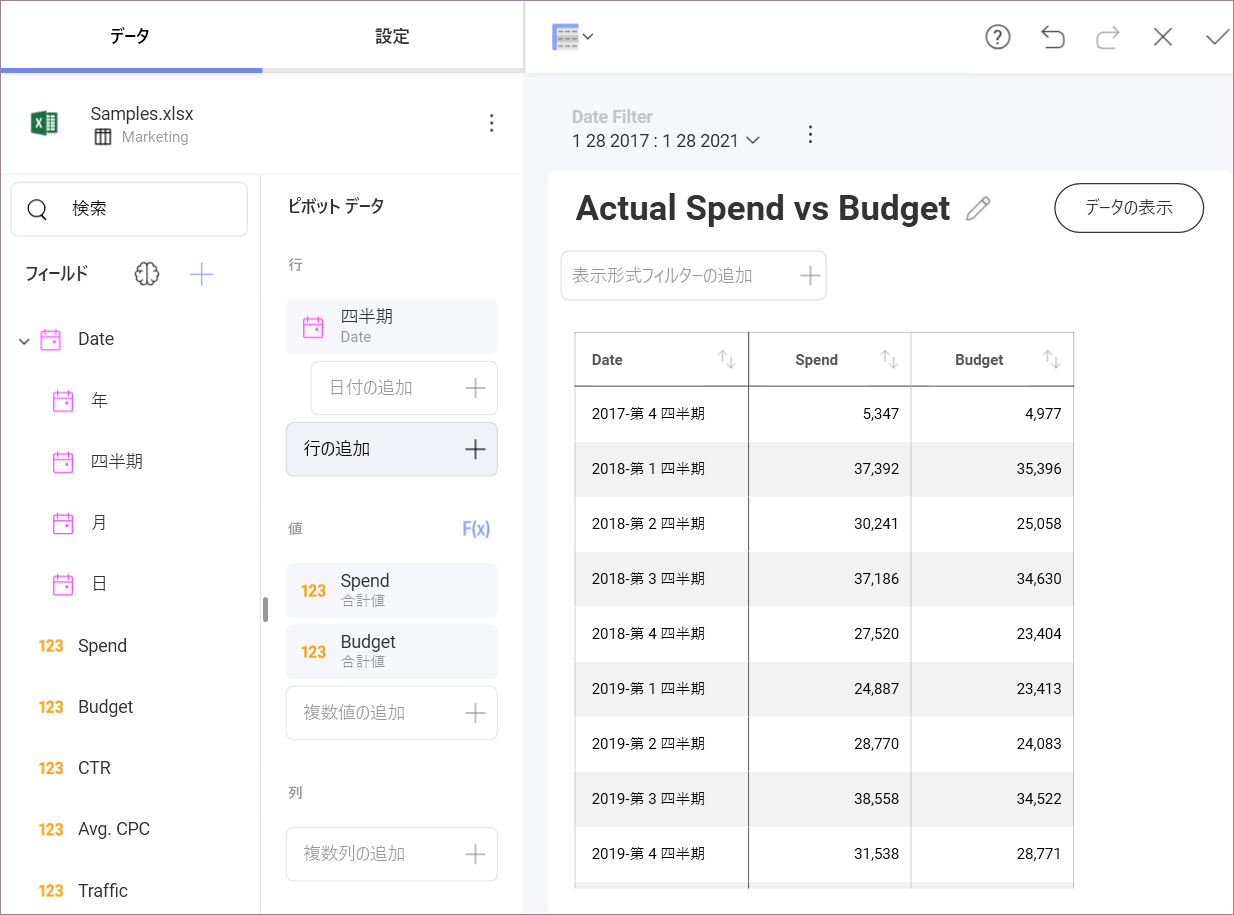 データ
設定
Samples.xlsx
Marketing
検索
フィールド
Date
年
四半期
月
日
123 Spend
123 Budget
123 CTR
123 Avg. CPC
123 Traffic
ピボット データ
行
四半期
Date
日付の追加
行の追加
値 F(x)
123 Spend
合計値
123 Budget
合計値
複数値の追加
列
複数列の追加
Date Filter
1 28 2017 : 1 28 2021
Actual Spend vs Budget
データの表示
表示形式フィルターの追加
Date Spend Budget
2017-第 4 四半期 5,347 4,977
2018-第 1 四半期 37,392 35,396
2018-第 2 四半期 30,241 25,058
2018-第 3 四半期 37,186 34,630
2018-第 4 四半期 27,520 23,404
2019-第 1 四半期 24,887 23,413
2019-第 2 四半期 28,770 24,083
2019-第 3 四半期 38,558 34,522
2019-第 4 四半期 31,538 28,771